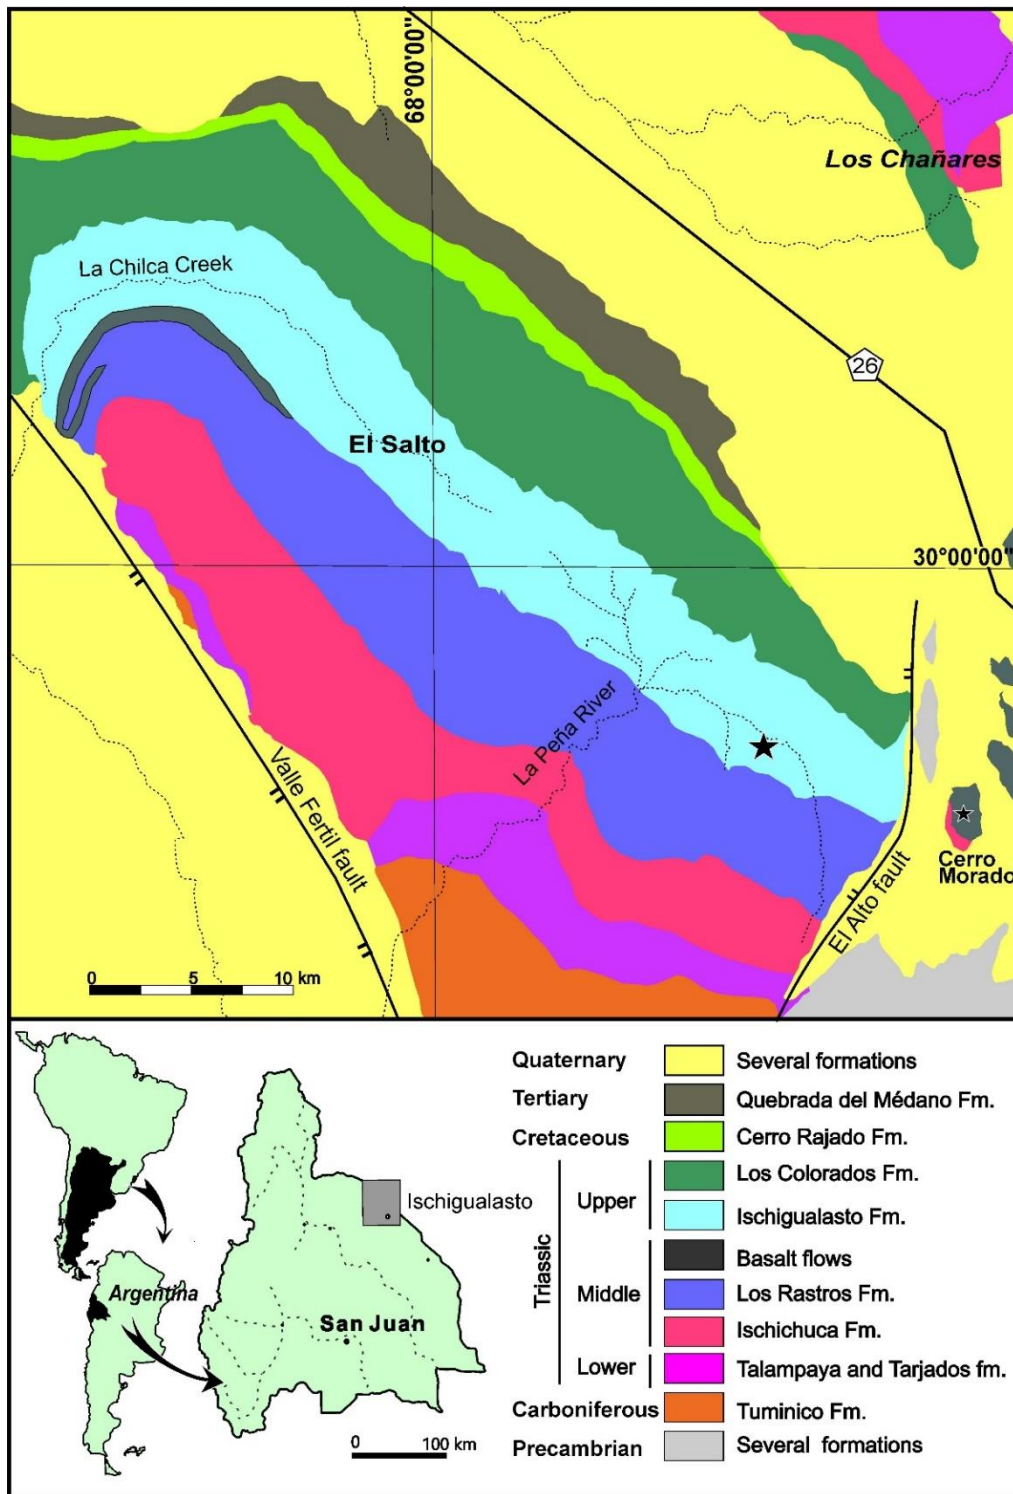 68°00'00"
Los Chañares
La Chilca Creek
26
El Salto
30°00'00"
La Peña River
Valle Fertil fault
El Alto fault
Cerro
Morado
0 5 10 km
Quaternary Several formations
Tertiary Quebrada del Médano Fm.
Cretaceous Cerro Rajado Fm.
Triassic
Upper
Los Colorados Fm.
Ischigualasto Fm.
Middle
Basalt flows
Los Rastros Fm.
Ischichuca Fm.
Lower Talampaya and Tarjados fm.
Carboniferous Tuminico Fm.
Precambrian Several formations
Ischigualasto
Argentina
San Juan
0 100 km